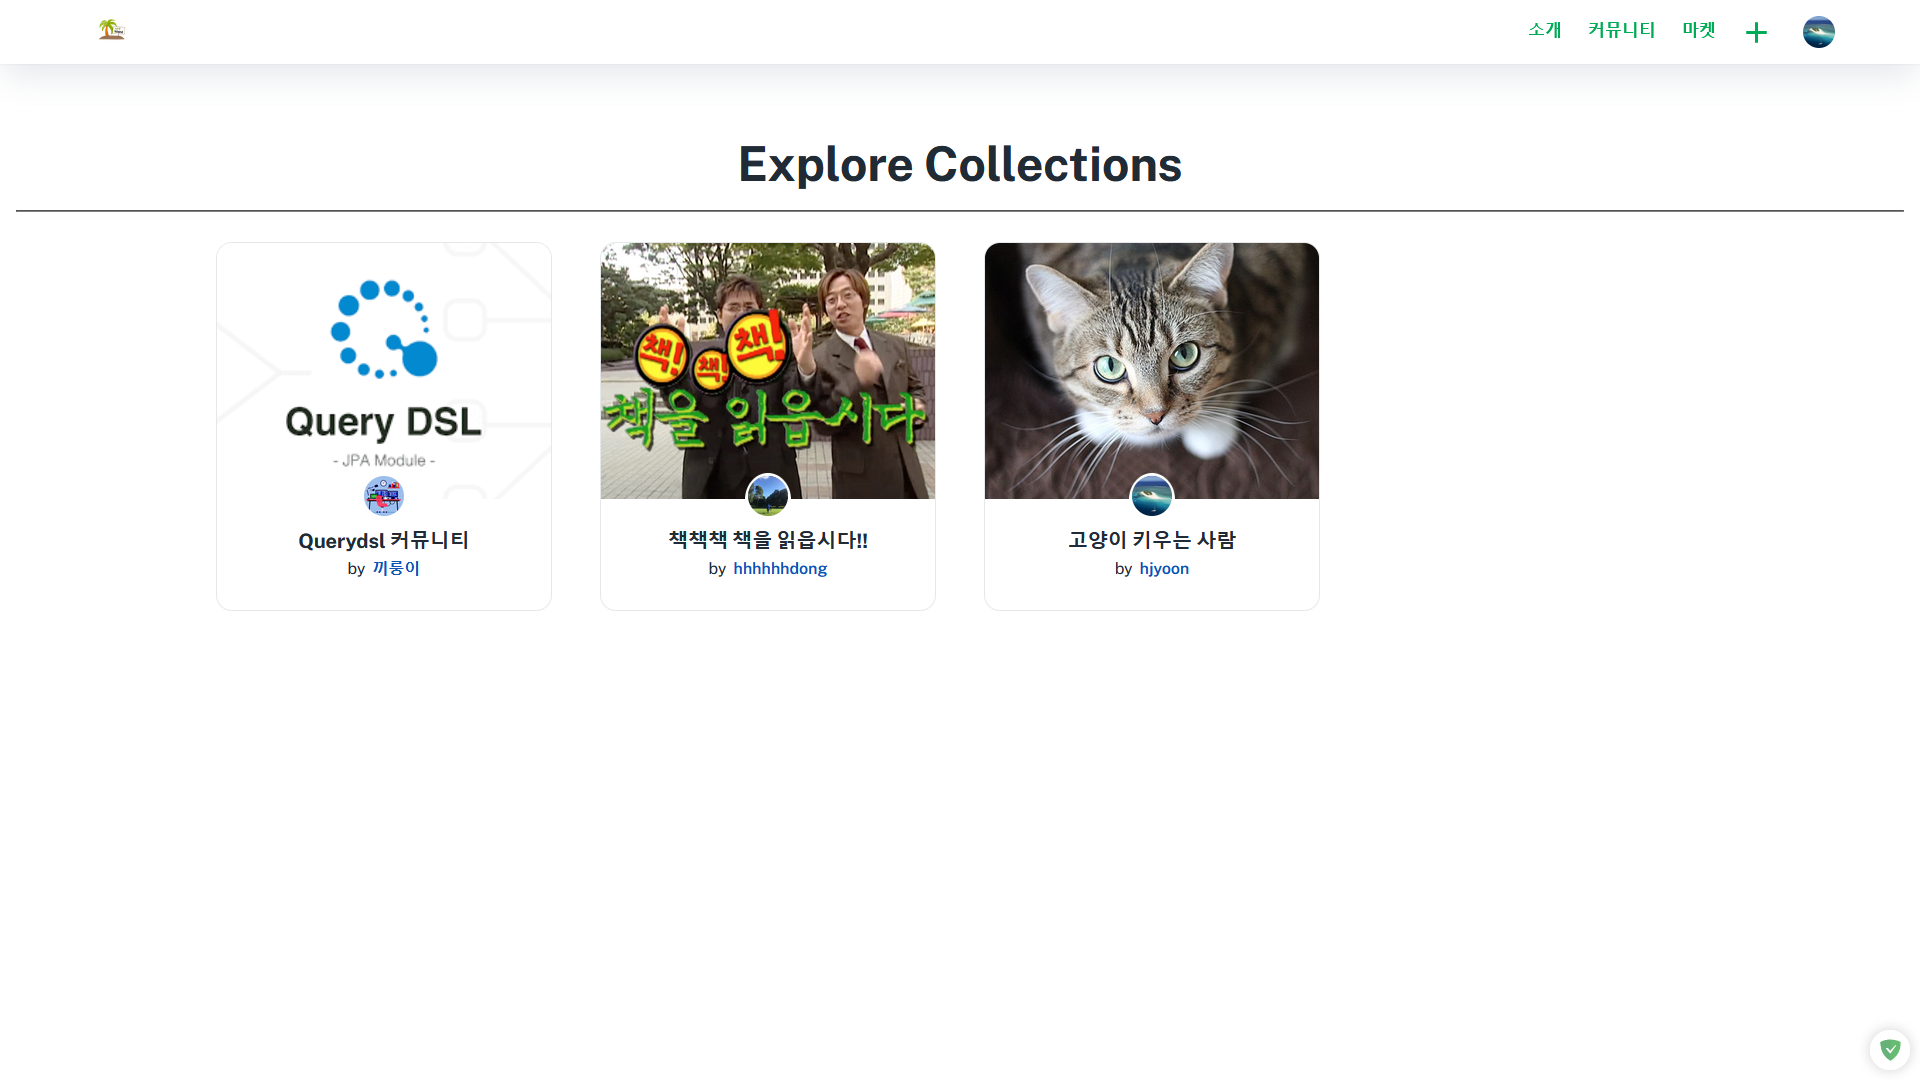 소개
커뮤니티
마켓
Explore Collections
Query DSL
- JPA Module -
Querydsl 커뮤니티
by 끼룽이
책!
책!
책!
책을 읽읍시다
책책책 책을 읽읍시다!!
by hhhhhhdong
고양이 키우는 사람
by hjyoon